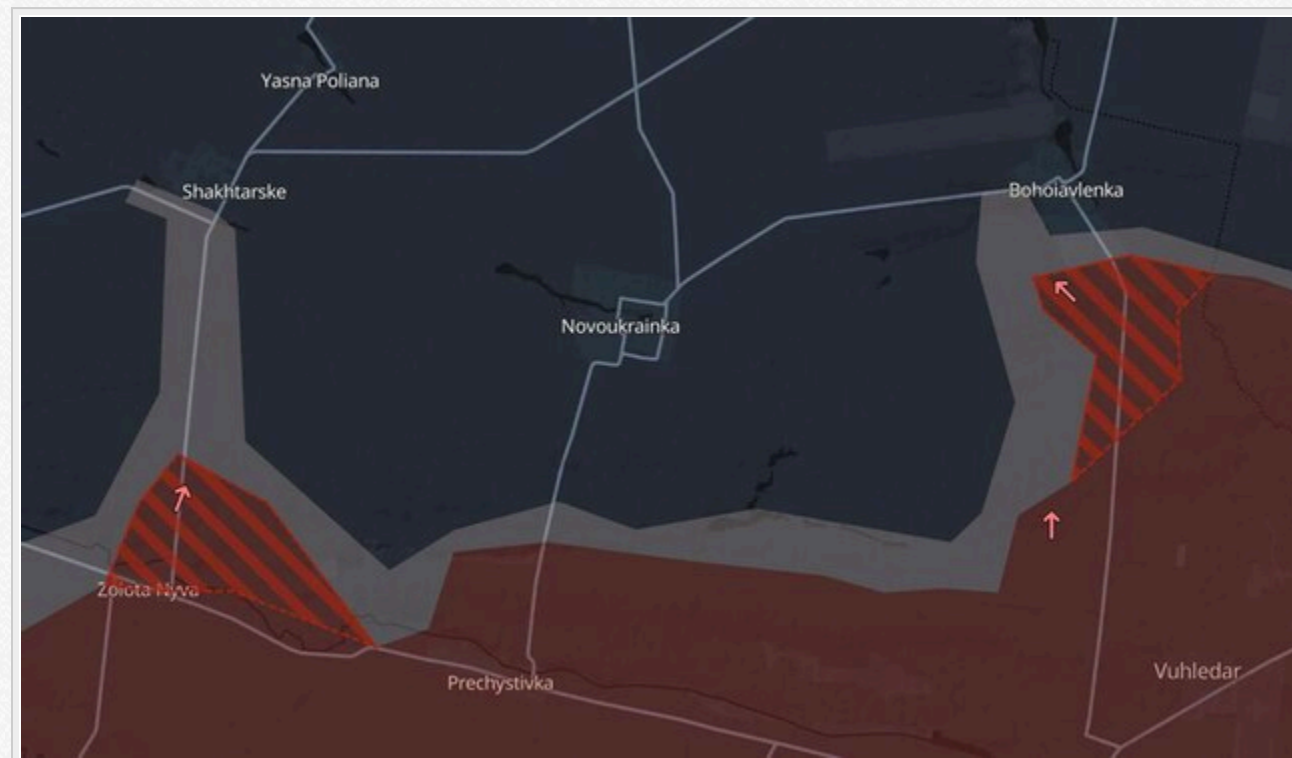 Yasna Poliana
Shakhtarske
Bohoiavlenka
Novoukrainka
Zolota Nyva
Vuhledar
Prechystivka